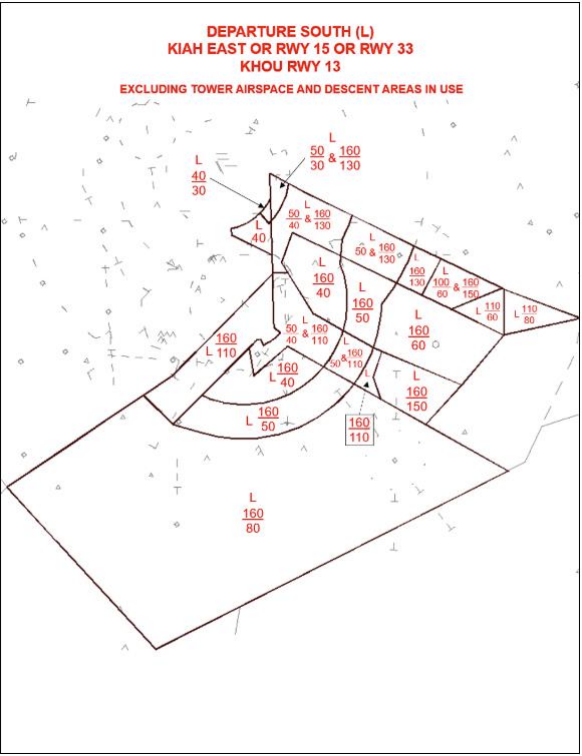 DEPARTURE SOUTH (L)
KIAH EAST OR RWY 15 OR RWY 33
KHOU RWY 13
EXCLUDING TOWER AIRSPACE AND DESCENT AREAS IN USE
L
50 & 160
30 130
L
40
30
L
40
L
50 & 160
40 130
L
50 & 160
130
L
160
130
L
100 & 160
60 150
L 110
60
L 110
80
L
160
40
L
160
50
L
160
60
L
50 & 160
40 110
L
50 & 160
110
L
160
110
L
160
150
160
L 110
L 160
40
L 160
50
L
160
80